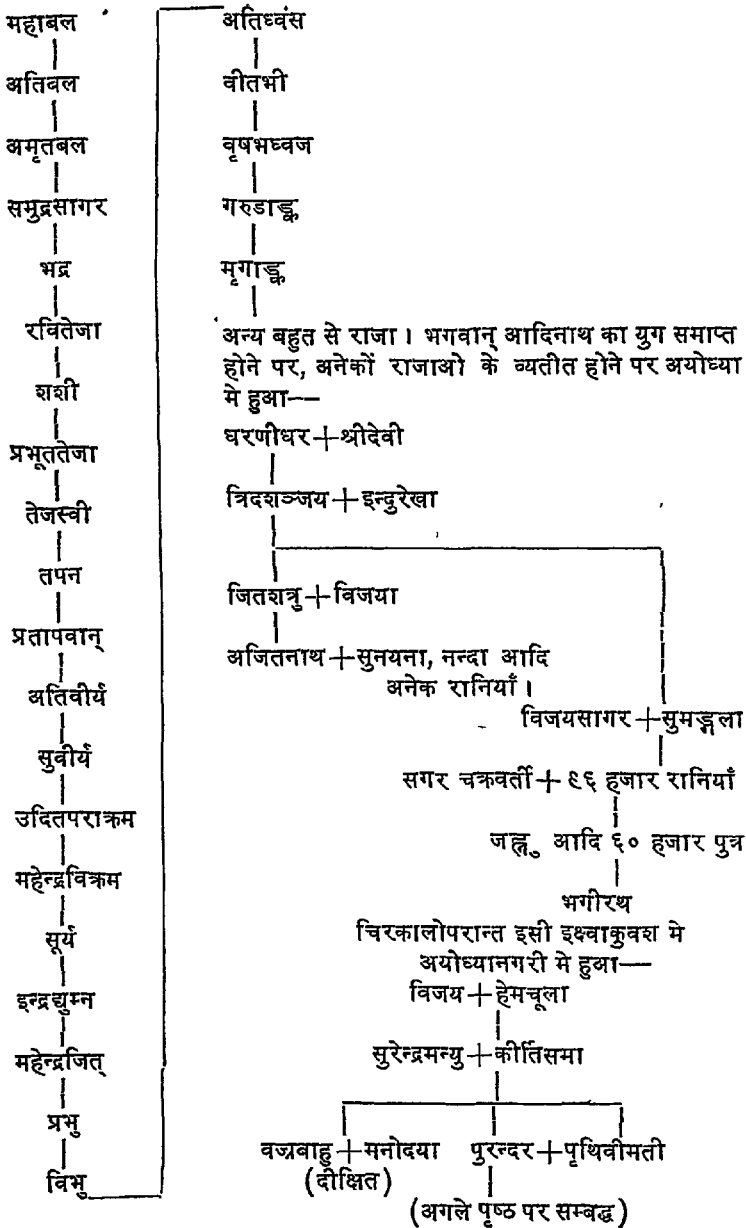 महाबल
अतिबल
अमृतबल
समुद्रसागर
भद्र
रवितेजा
शशी
प्रभूततेजा
तेजस्वी
तपन
प्रतापवान्
अतिवीर्य
सुवीर्य
उदितपराक्रम
महेन्द्रविक्रम
सूर्य
इन्द्रद्युम्न
महेन्द्रजित्
प्रभु
विभु
अतिध्वंस
वीतभी
वृषभध्वज
गरुडाङ्क
मृगाङ्क
अन्य बहुत से राजा । भगवान् आदिनाथ का युग समाप्त
होने पर, अनेकों राजाओ के व्यतीत होने पर अयोध्या
मे हुआ—
धरणीधर+श्रीदेवी
त्रिदशञ्जय+इन्दुरेखा
जितशत्रु+विजया
अजितनाथ+सुनयना, नन्दा आदि
अनेक रानियाँ ।
विजयसागर+सुमङ्गला
सगर चक्रवर्ती+९६ हजार रानियाँ
जह्नु आदि ६० हजार पुत्र
भगीरथ
चिरकालोपरान्त इसी इक्ष्वाकुवश मे
अयोध्यानगरी मे हुआ—
विजय+हेमचूला
सुरेन्द्रमन्यु+कीर्तिसमा
वज्रबाहु+मनोदया पुरन्दर+पृथिवीमती
(दीक्षित)
(अगले पृष्ठ पर सम्बद्ध)